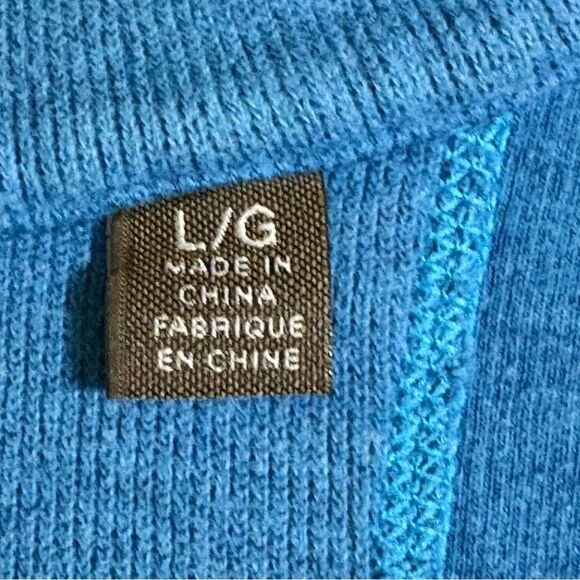 L/G
MADE IN
CHINA
FABRIQUE
EN CHINE